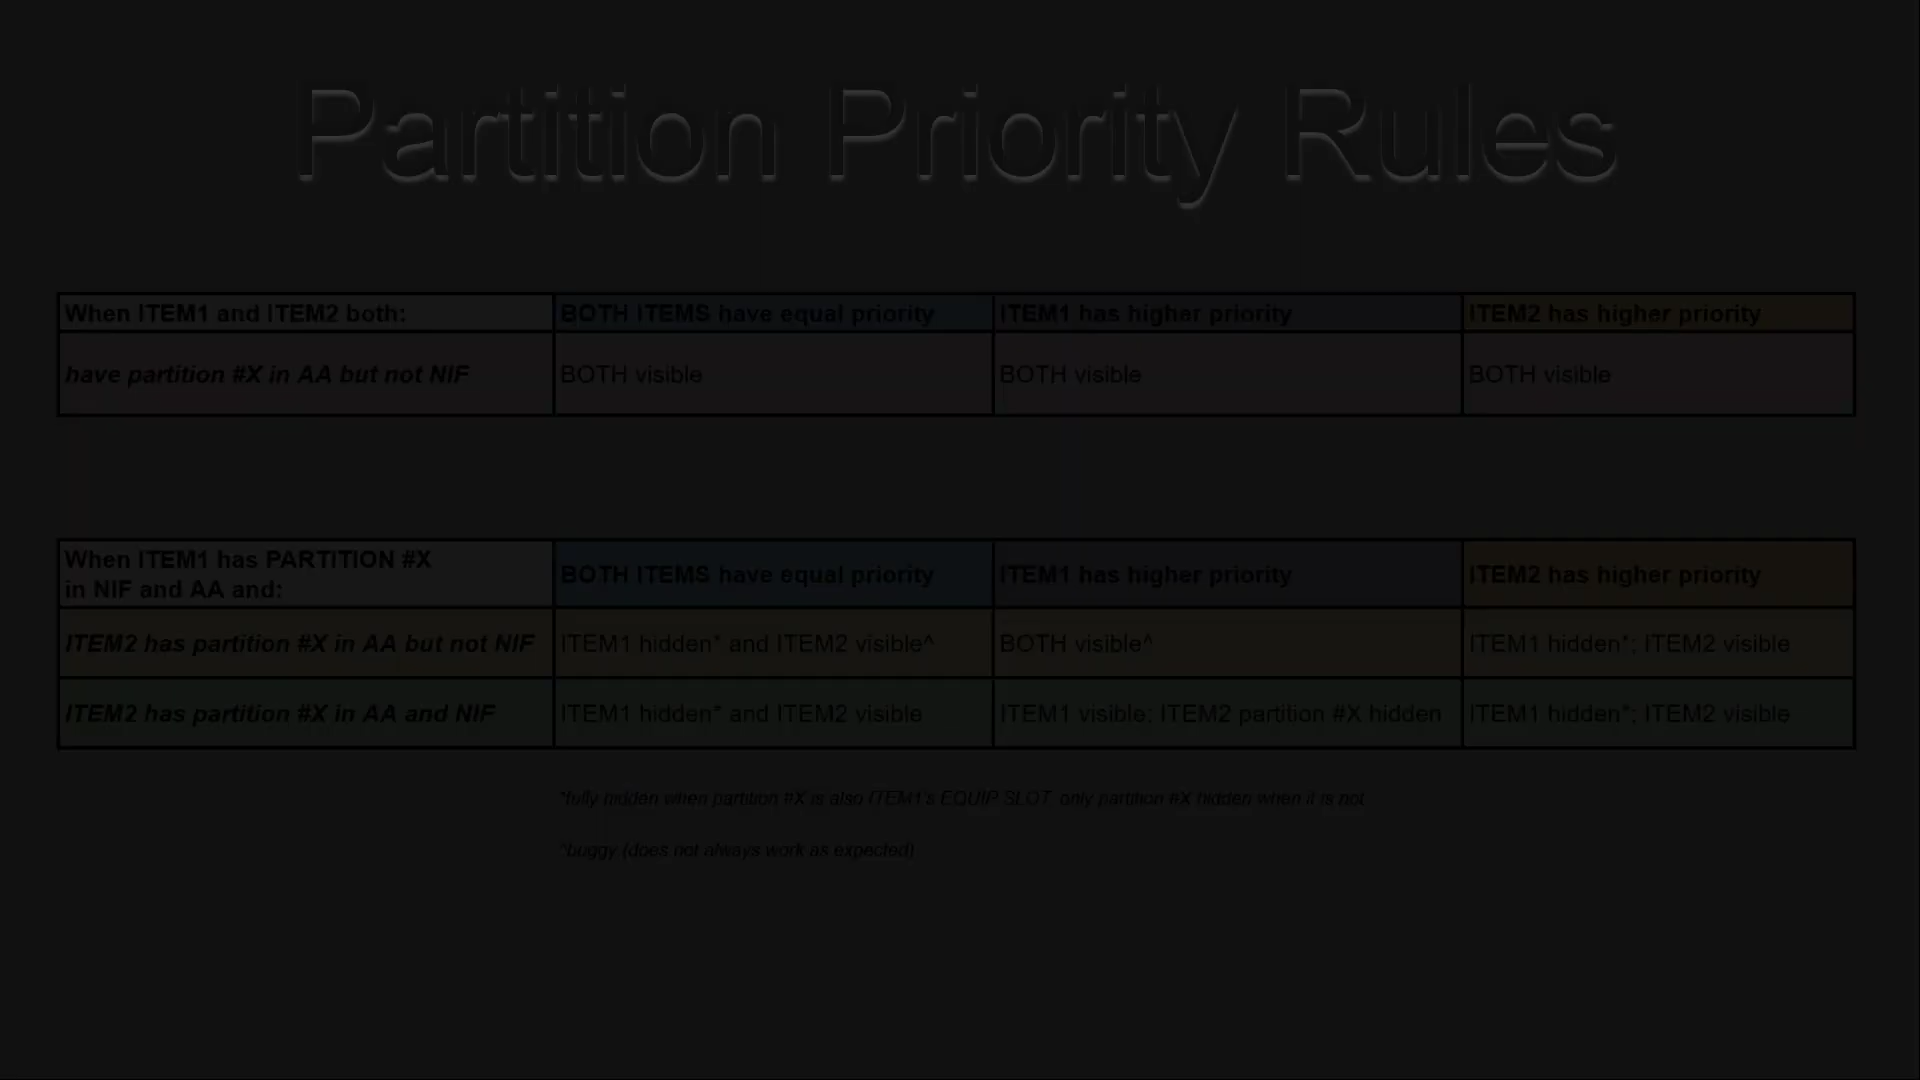 Partition Priority Rules
When ITEM1 and ITEM2 both: BOTH ITEMS have equal priority ITEM1 has higher priority ITEM2 has higher priority
have partition #X in AA but not NIF BOTH visible BOTH visible BOTH visible
When ITEM1 has PARTITION #X
in NIF and AA and: BOTH ITEMS have equal priority ITEM1 has higher priority ITEM2 has higher priority
ITEM2 has partition #X in AA but not NIF ITEM1 hidden* and ITEM2 visible^ BOTH visible^ ITEM1 hidden*; ITEM2 visible
ITEM2 has partition #X in AA and NIF ITEM1 hidden* and ITEM2 visible ITEM1 visible; ITEM2 partition #X hidden ITEM1 hidden*; ITEM2 visible
*fully hidden when partition #X is also ITEM1's EQUIP SLOT; only partition #X hidden when it is not
^buggy (does not always work as expected)